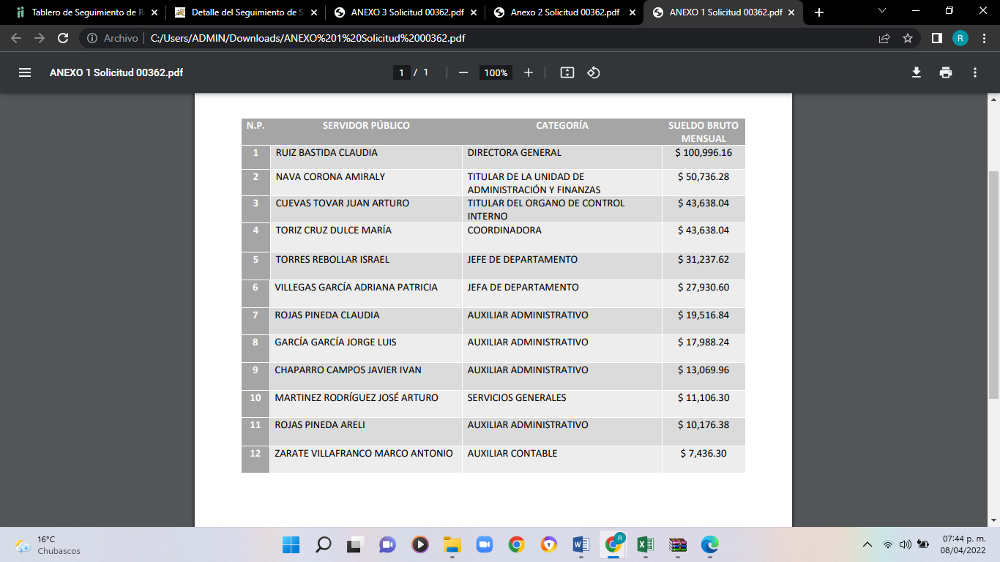 Tablero de Seguimiento de R
Detalle del Seguimiento de S
ANEXO 3 Solicitud 00362.pdf
Anexo 2 Solicitud 00362.pdf
ANEXO 1 Solicitud 00362.pdf
Archivo
C:/Users/ADMIN/Downloads/ANEXO%201%20Solicitud%2000362.pdf
R
ANEXO 1 Solicitud 00362.pdf
1 / 1
100%
N.P. SERVIDOR PÚBLICO CATEGORÍA SUELDO BRUTO
MENSUAL
1 RUIZ BASTIDA CLAUDIA DIRECTORA GENERAL $ 100,996.16
2 NAVA CORONA AMIRALY TITULAR DE LA UNIDAD DE $ 50,736.28
ADMINISTRACIÓN Y FINANZAS
3 CUEVAS TOVAR JUAN ARTURO TITULAR DEL ORGANO DE CONTROL $ 43,638.04
INTERNO
4 TORIZ CRUZ DULCE MARÍA COORDINADORA $ 43,638.04
5 TORRES REBOLLAR ISRAEL JEFE DE DEPARTAMENTO $ 31,237.62
6 VILLEGAS GARCÍA ADRIANA PATRICIA JEFA DE DEPARTAMENTO $ 27,930.60
7 ROJAS PINEDA CLAUDIA AUXILIAR ADMINISTRATIVO $ 19,516.84
8 GARCÍA GARCÍA JORGE LUIS AUXILIAR ADMINISTRATIVO $ 17,988.24
9 CHAPARRO CAMPOS JAVIER IVAN AUXILIAR ADMINISTRATIVO $ 13,069.96
10 MARTINEZ RODRÍGUEZ JOSÉ ARTURO SERVICIOS GENERALES $ 11,106.30
11 ROJAS PINEDA ARELI AUXILIAR ADMINISTRATIVO $ 10,176.38
12 ZARATE VILLAFRANCO MARCO ANTONIO AUXILIAR CONTABLE $ 7,436.30
16°C
Chubascos
R
07:44 p. m.
08/04/2022